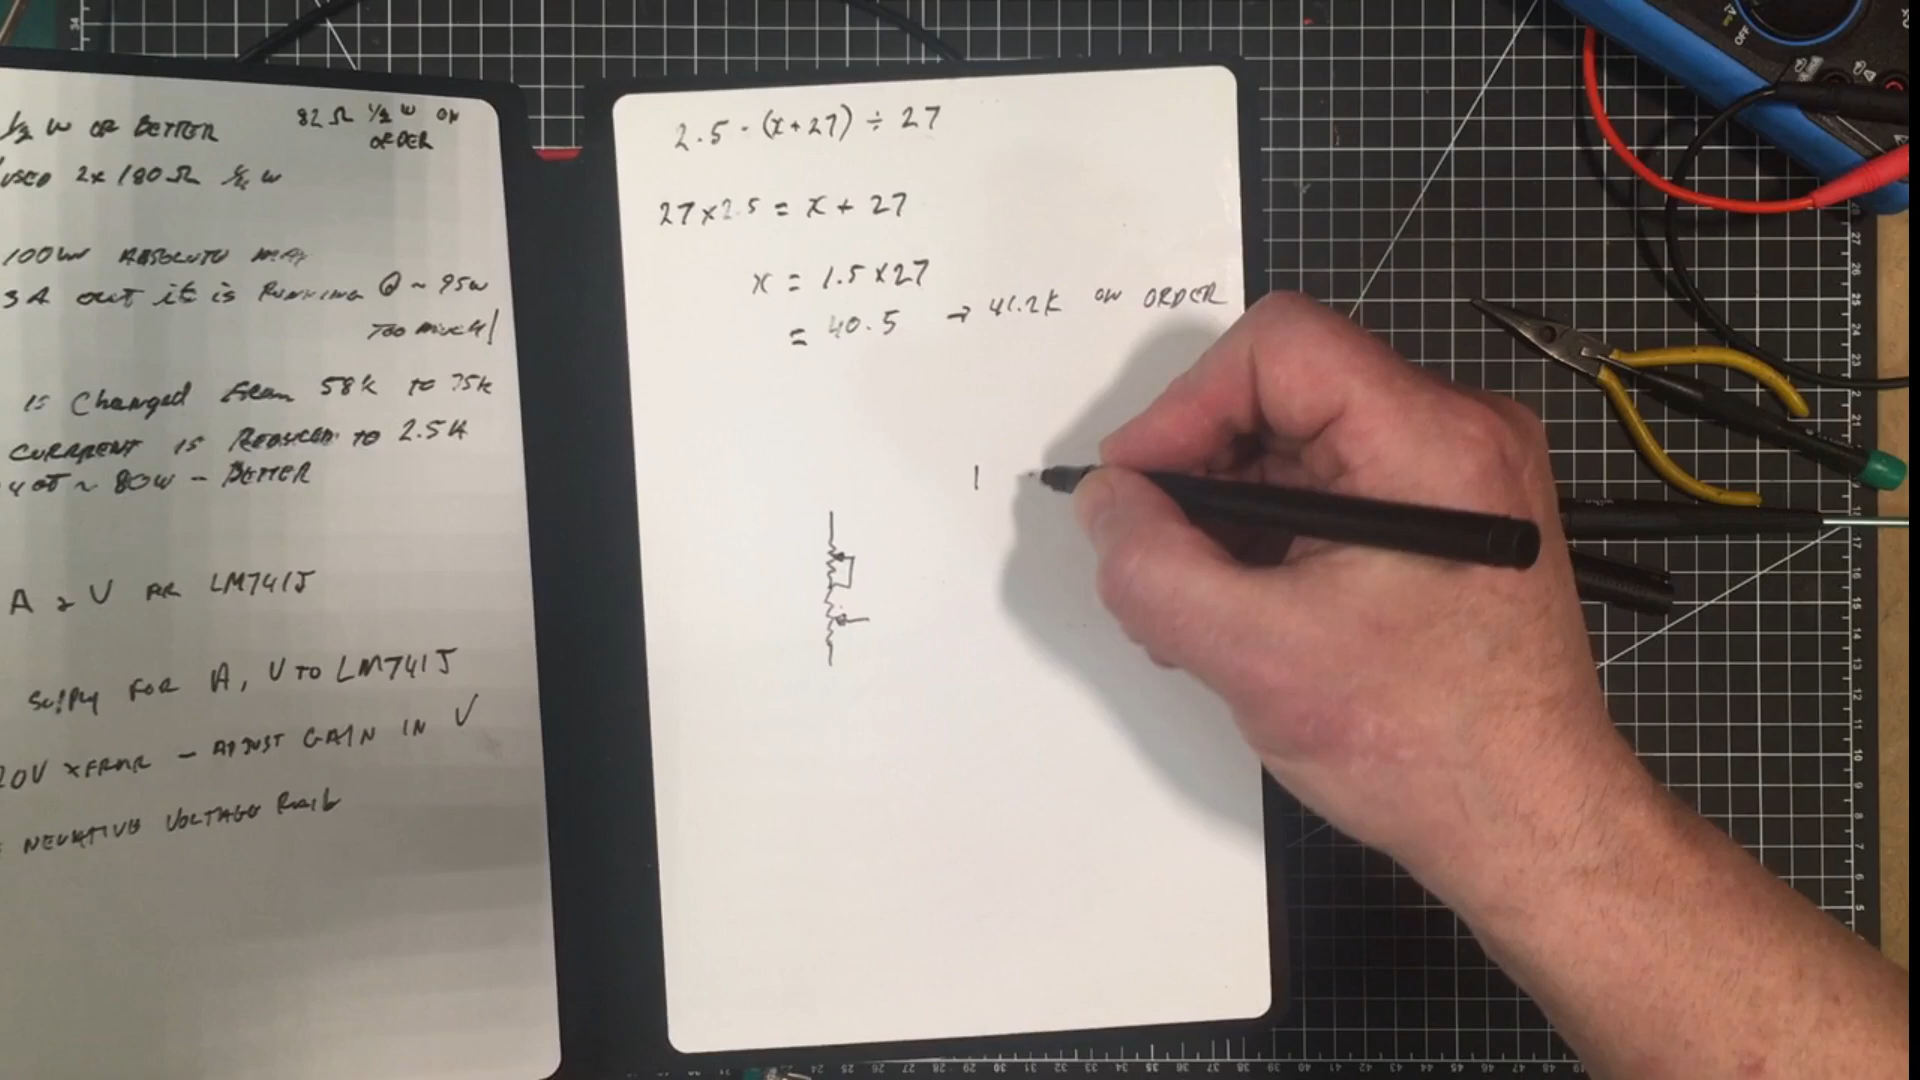 1/2 W OR BETTER
82 Ω 1/2 W ON
ORDER
USED 2x 180 Ω 1/2 W
100W ABSOLUTE MAX
3A out it is RUNNING @ ~ 95W
TOO MUCH!
IS Changed from 58k to 75k
CURRENT IS REDUCED TO 2.5A
~ 80W - BETTER
A & V LM741J
Supply FOR A, V TO LM741J
20V XFRMR - ADJUST GAIN IN V
NEGATIVE VOLTAGE Rail
2.5 - (x+27) ÷ 27
27 x 2.5 = x + 27
x = 1.5 x 27
= 40.5 → 41.2K ON ORDER
OFF